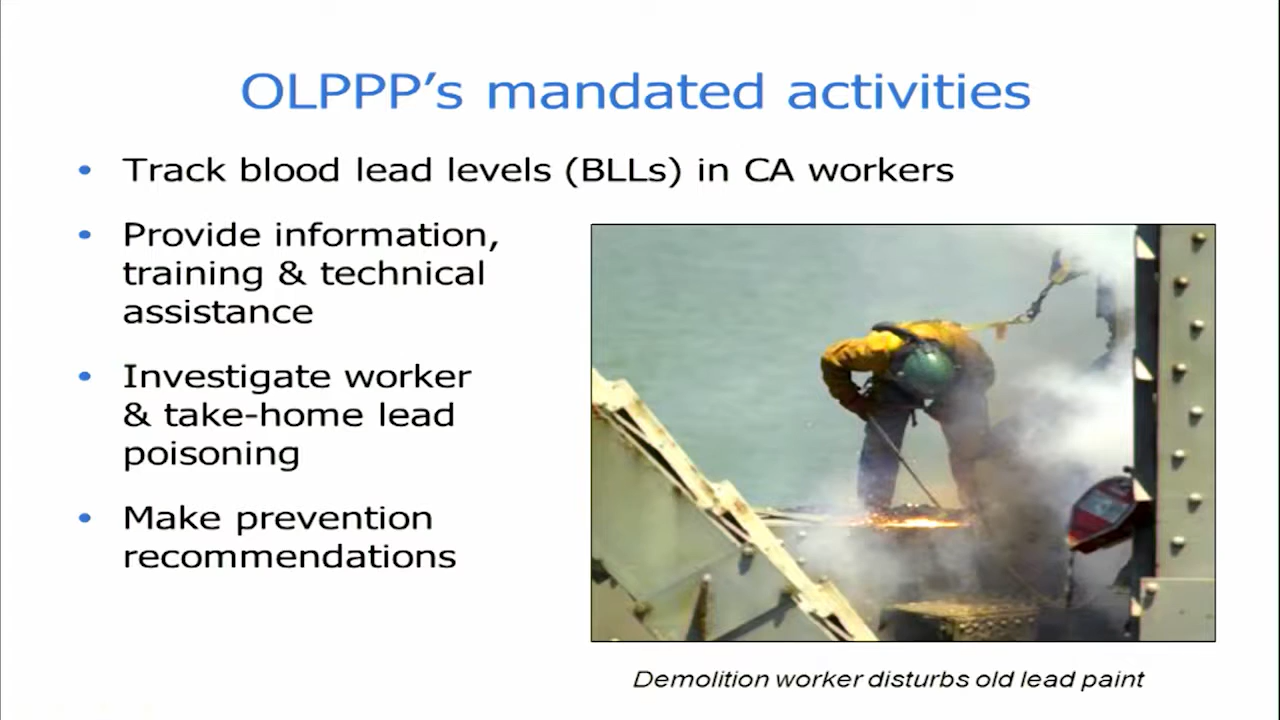 OLPPP's mandated activities
• Track blood lead levels (BLLs) in CA workers
• Provide information,
training & technical
assistance
• Investigate worker
& take-home lead
poisoning
• Make prevention
recommendations
Demolition worker disturbs old lead paint